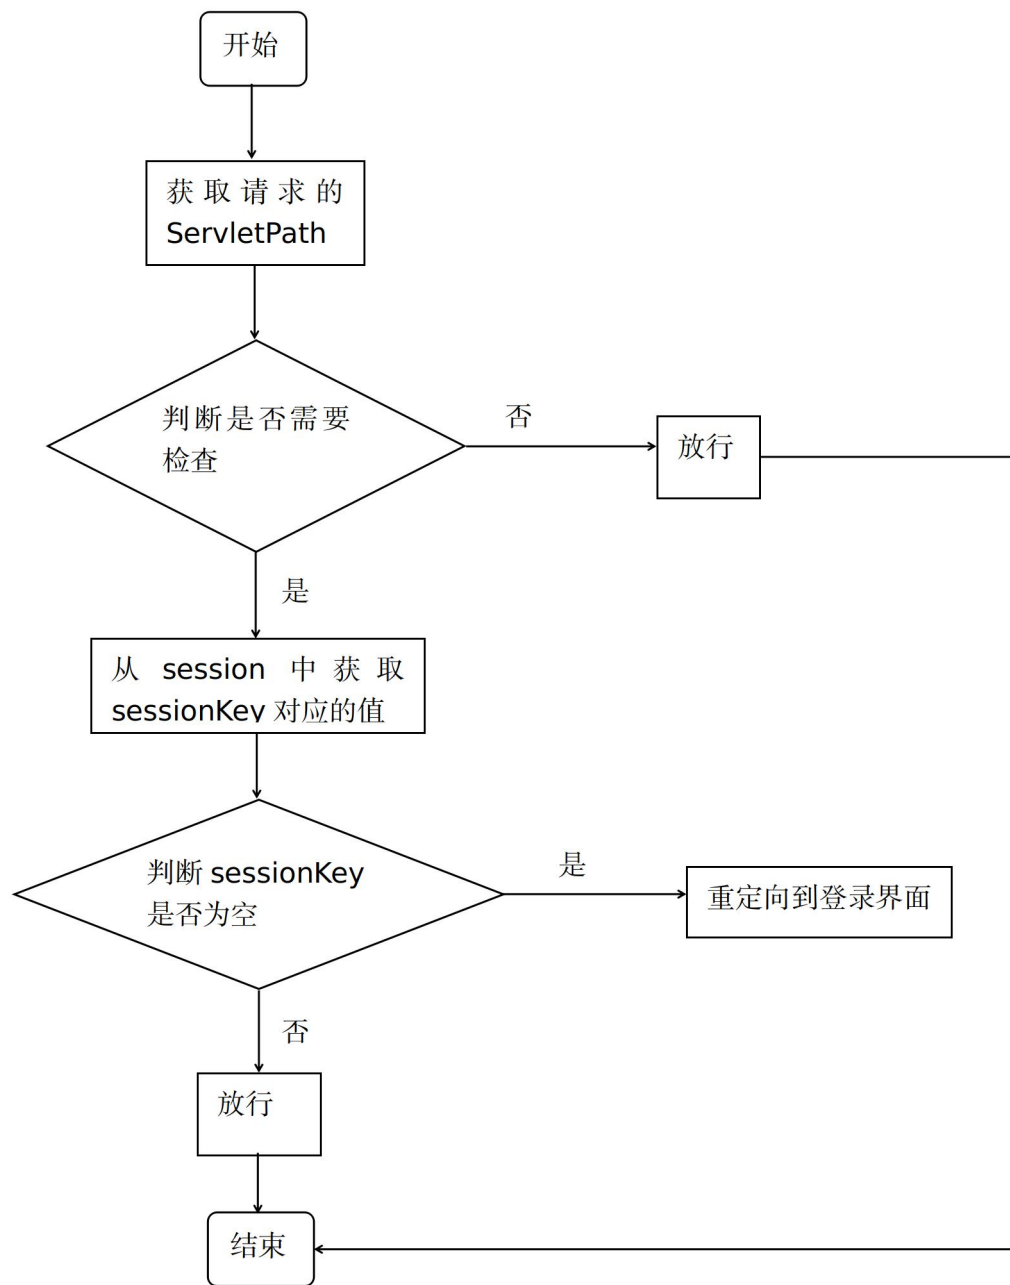 开始
获取请求的
ServletPath
判断是否需要
检查
否
放行
是
从 session 中获取
sessionKey 对应的值
判断 sessionKey
是否为空
是
重定向到登录界面
否
放行
结束